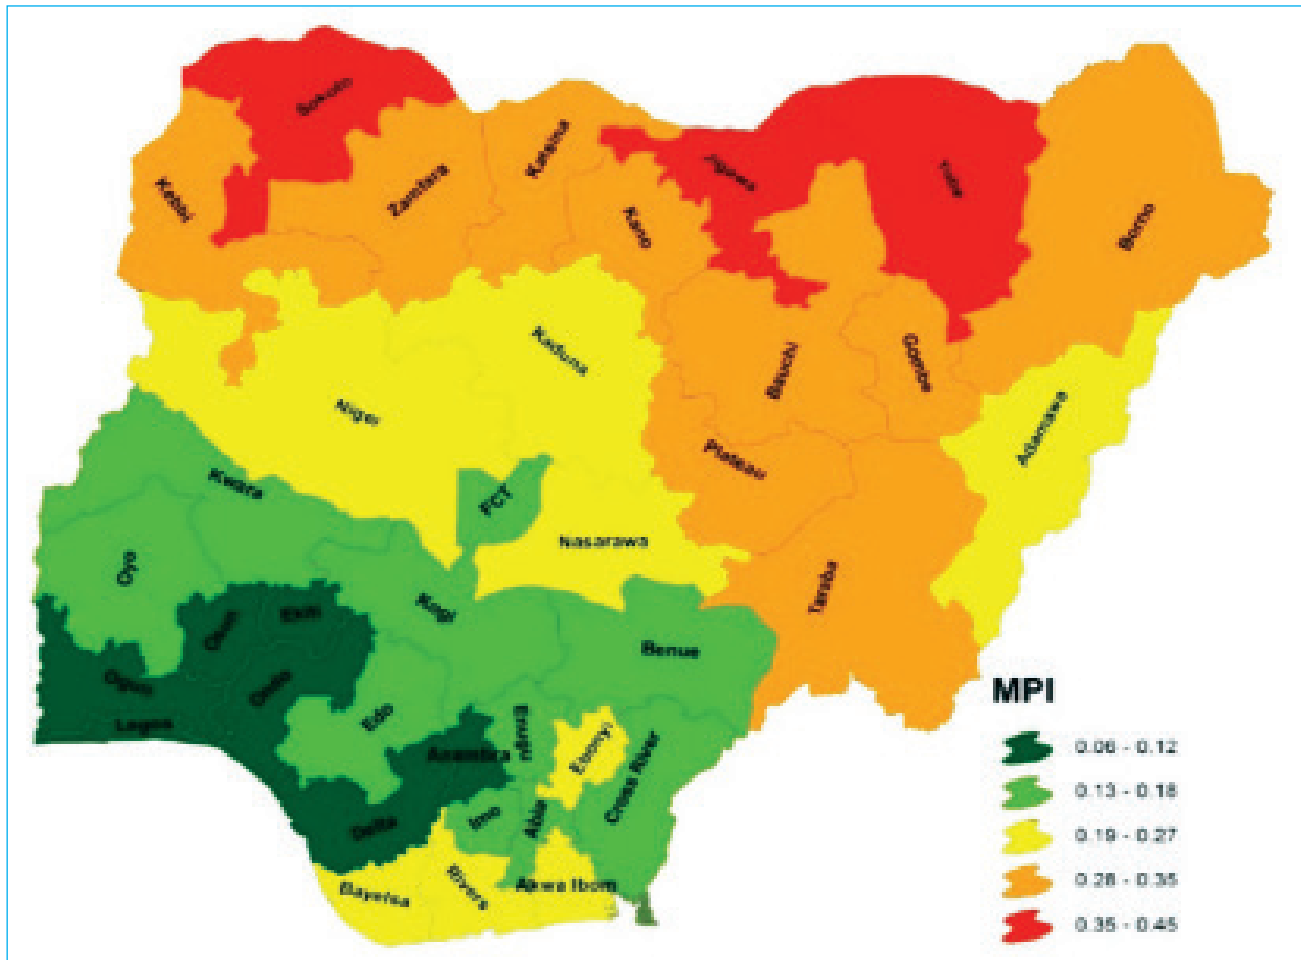 Sokoto
Kebbi
Zamfara
Katsina
Kano
Jigawa
Yobe
Borno
Kaduna
Bauchi
Gombe
Niger
Adamawa
Plateau
Kwara
FCT
Nasarawa
Oyo
Taraba
Kogi
Osun
Ekiti
Benue
Ogun
Ondo
Lagos
Edo
Anambra
Enugu
Ebonyi
Cross River
Delta
Imo
Abia
Bayelsa
Rivers
Akwa Ibom
MPI
0.06 - 0.12
0.13 - 0.18
0.19 - 0.27
0.28 - 0.35
0.35 - 0.45